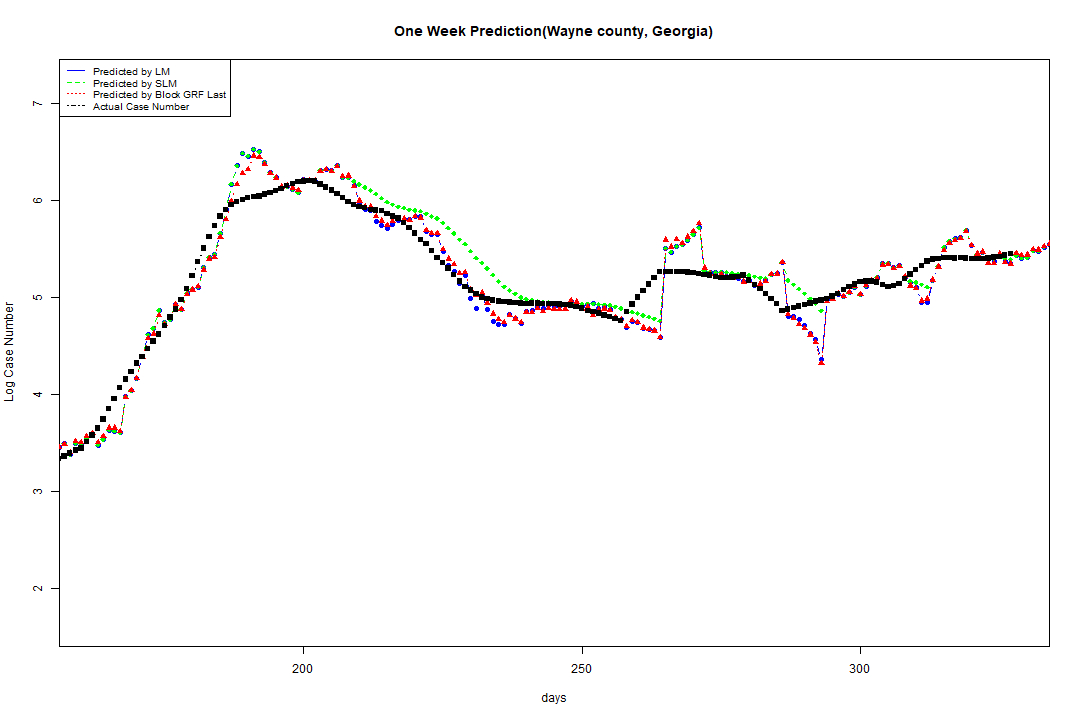 One Week Prediction(Wayne county, Georgia)
Predicted by LM
Predicted by SLM
Predicted by Block GRF Last
Actual Case Number
7
6
5
4
3
2
Log Case Number
200 250 300
days